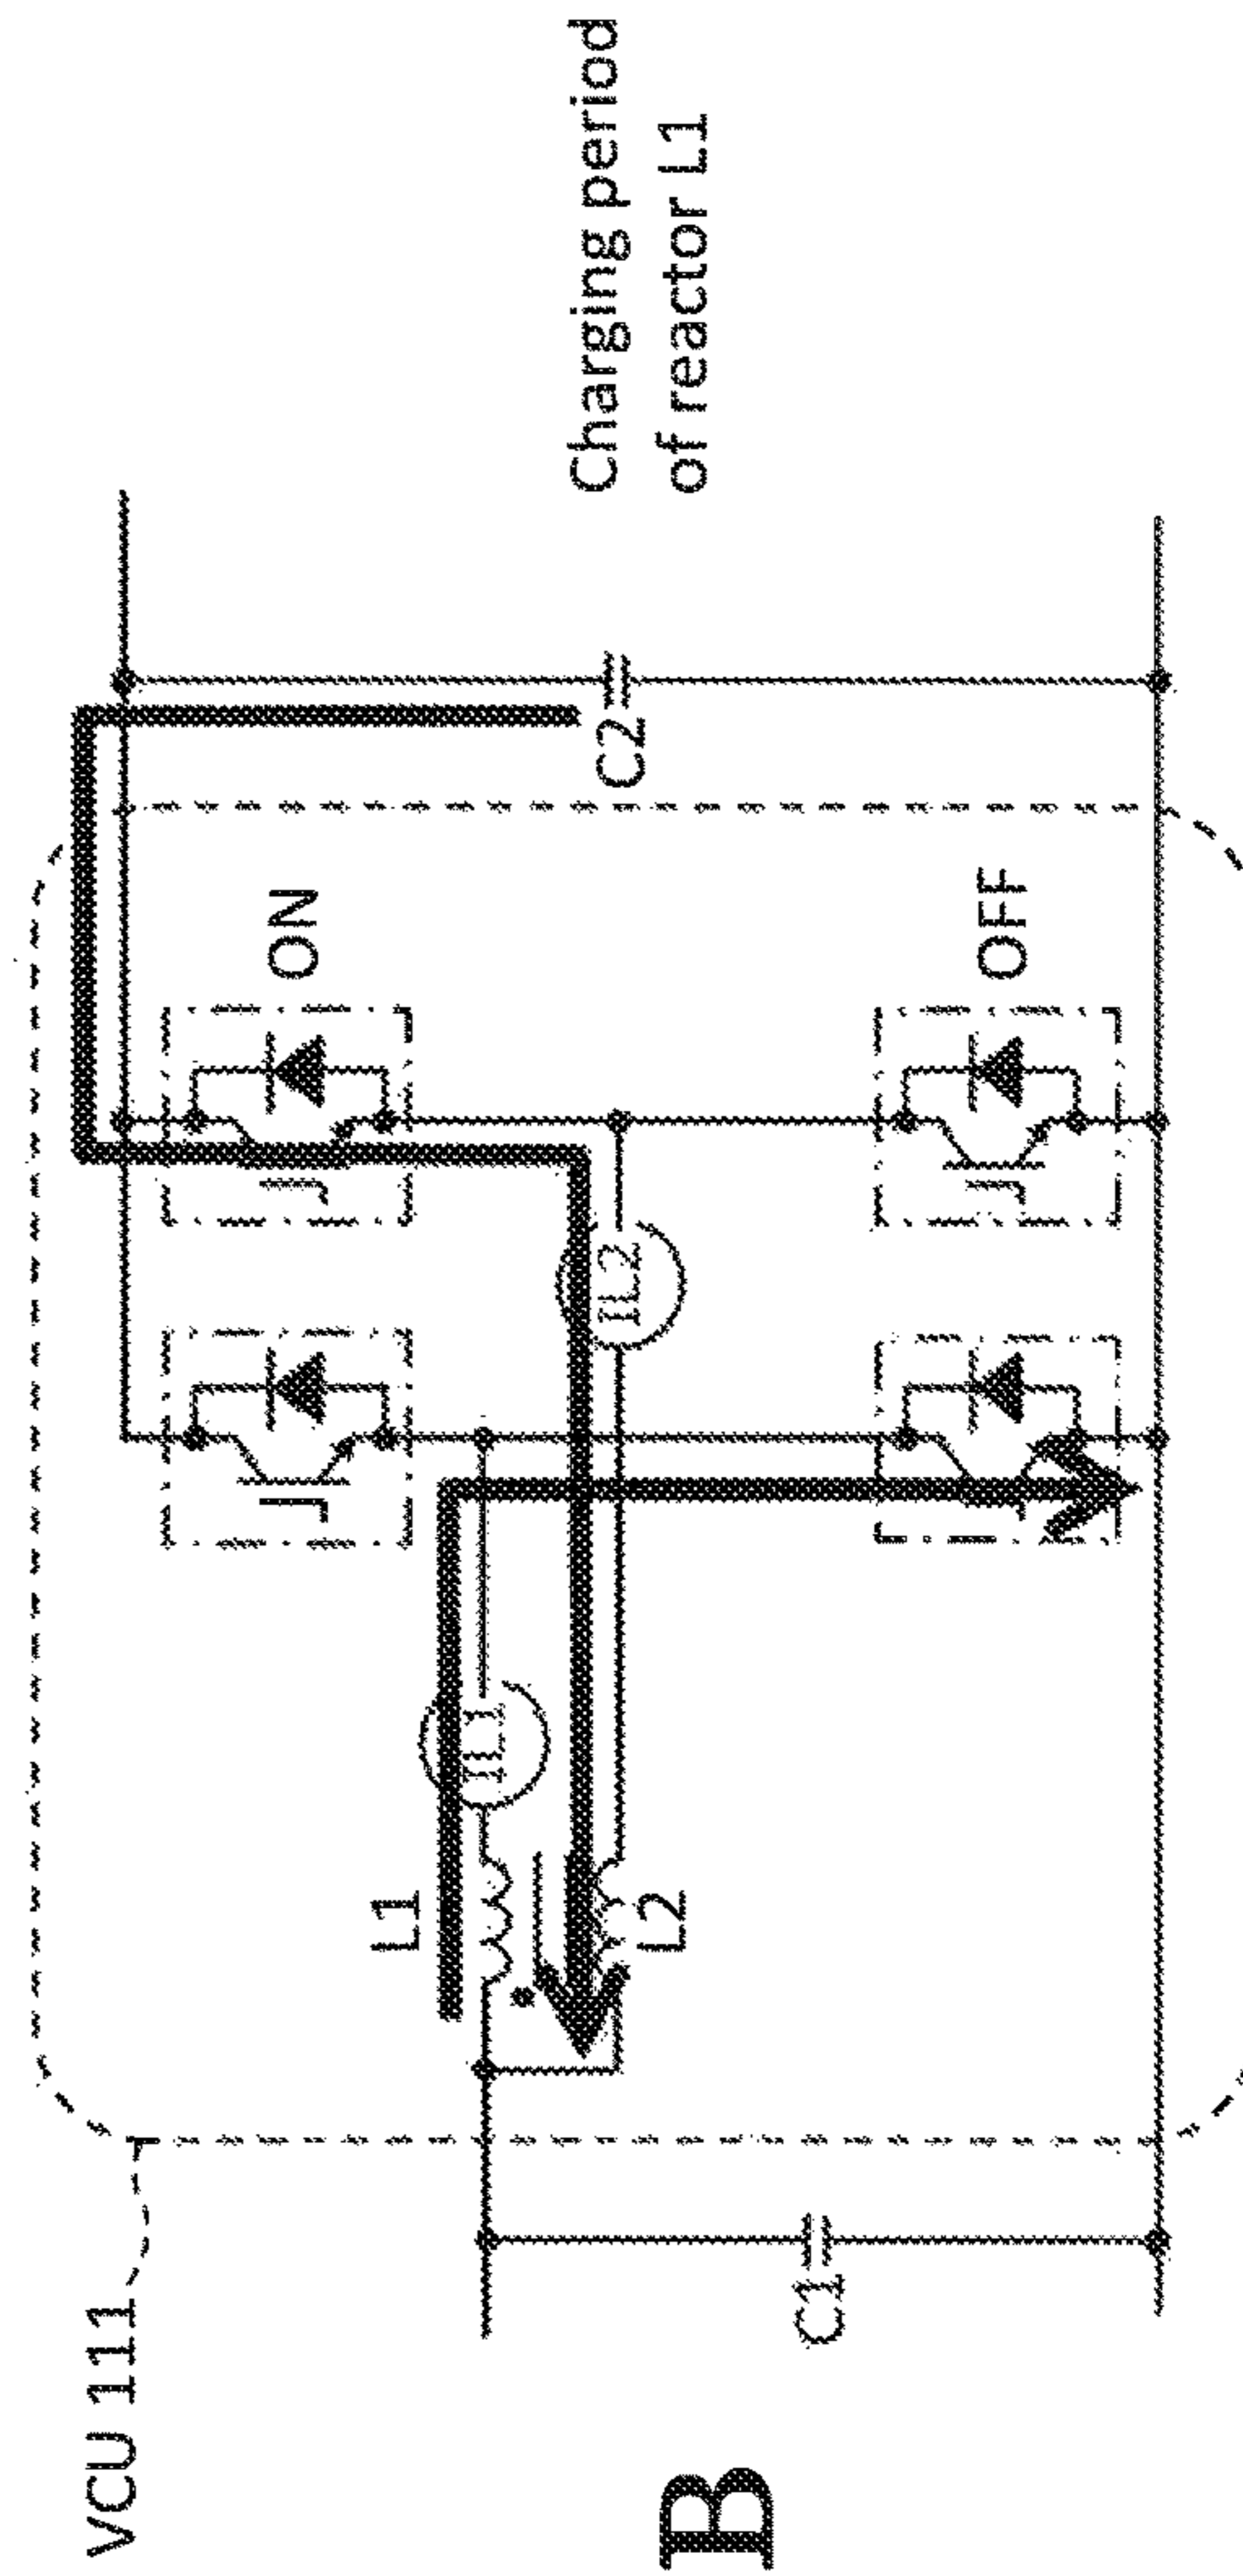 VCU 111
L1
IL1
L2
IL2
ON
OFF
C1
C2
Charging period
of reactor L1
B